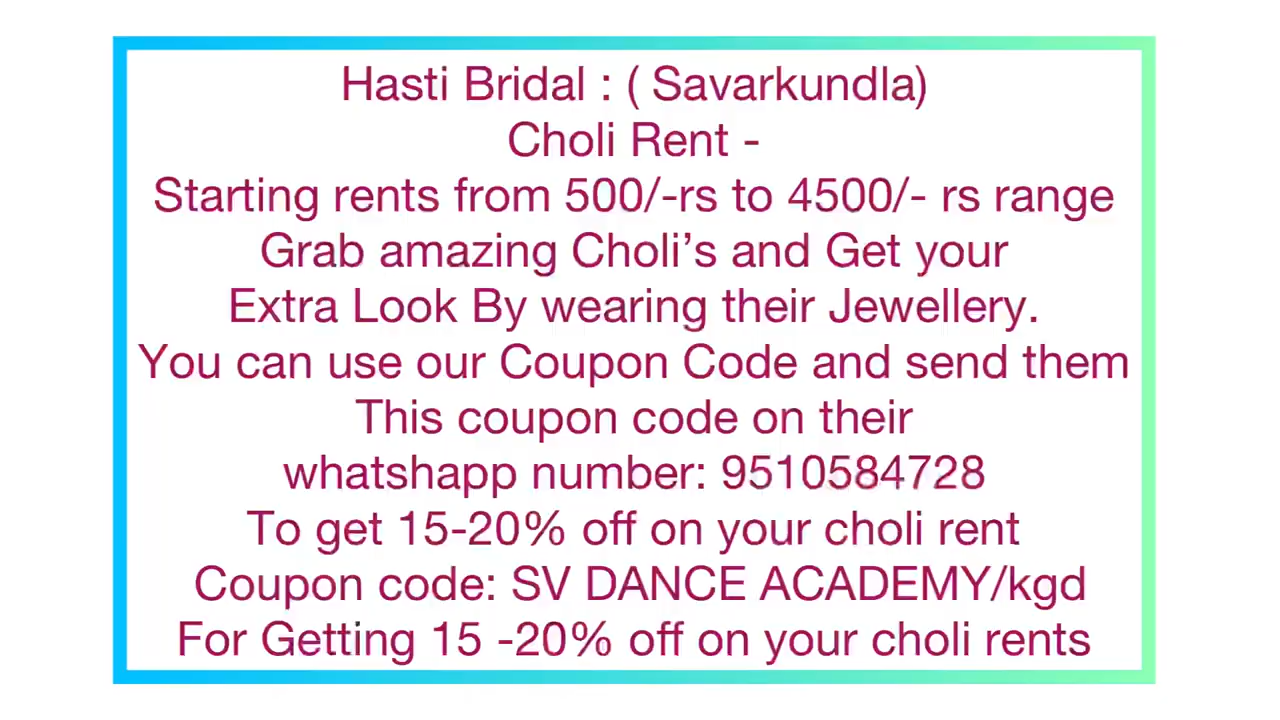 Hasti Bridal : ( Savarkundla)
Choli Rent -
Starting rents from 500/-rs to 4500/- rs range
Grab amazing Choli’s and Get your
Extra Look By wearing their Jewellery.
You can use our Coupon Code and send them
This coupon code on their
whatshapp number: 9510584728
To get 15-20% off on your choli rent
Coupon code: SV DANCE ACADEMY/kgd
For Getting 15 -20% off on your choli rents